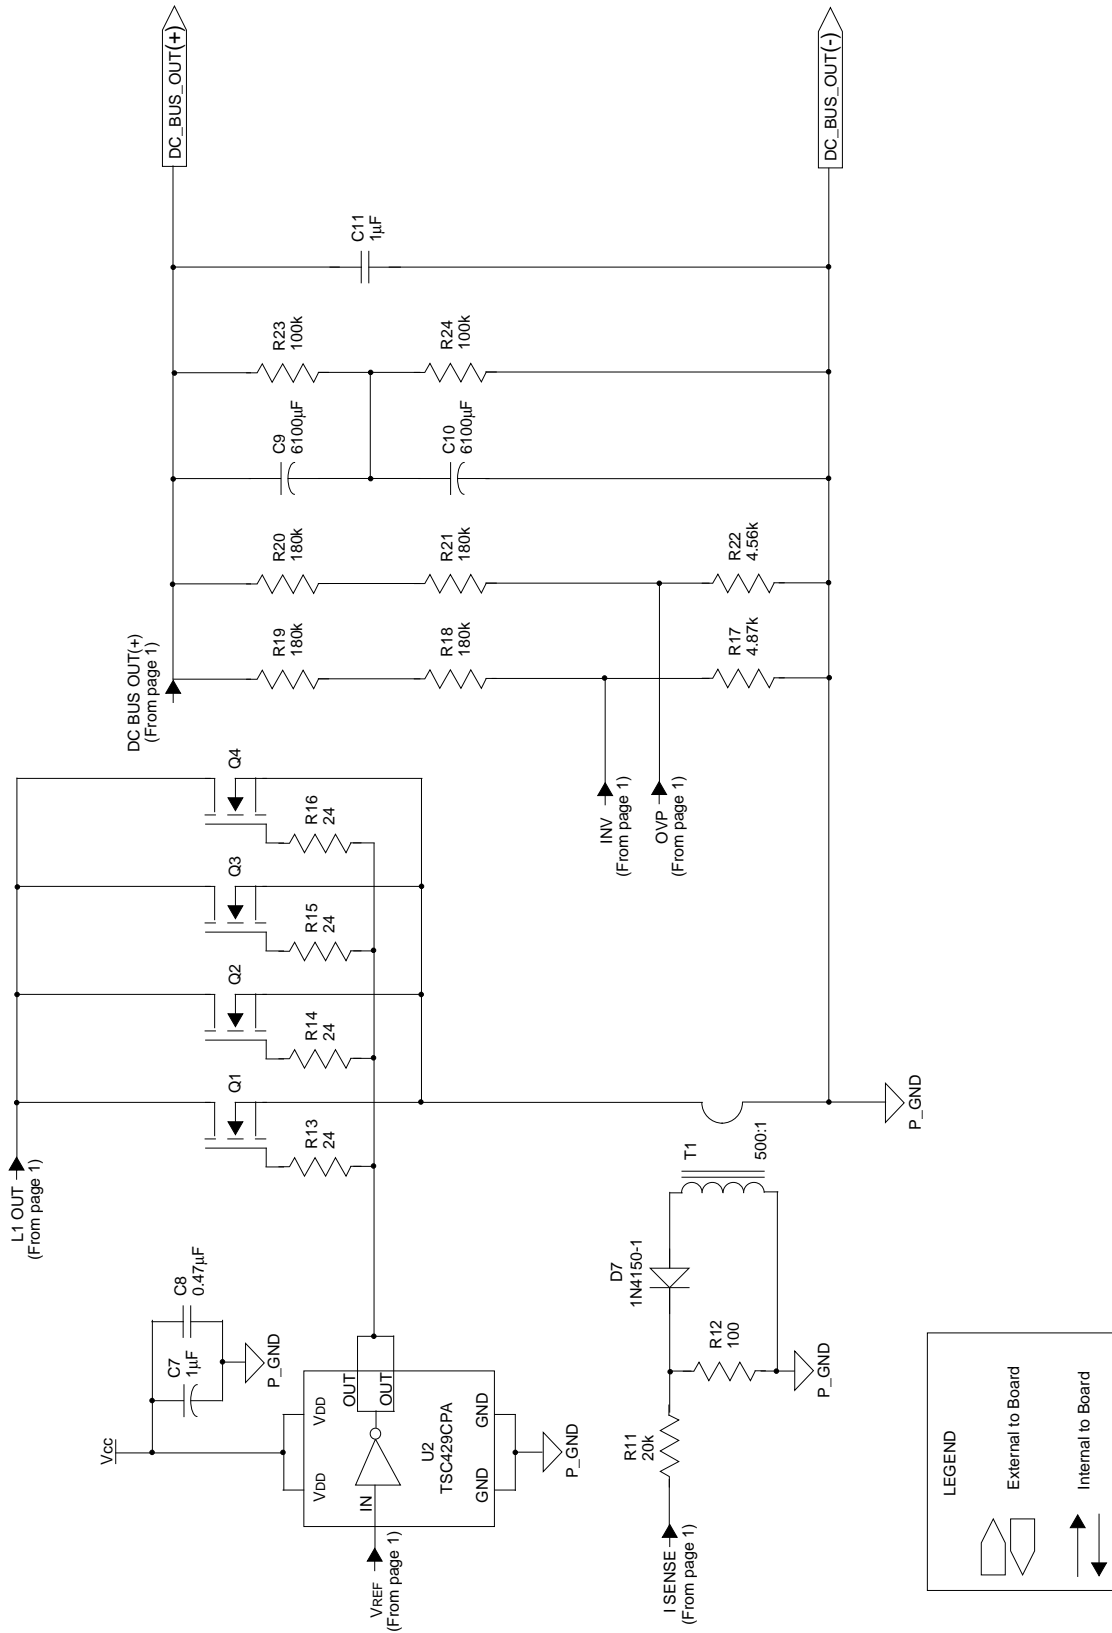 L1 OUT
(From page 1)
Q1
Q2
Q3
Q4
R13
24
R14
24
R15
24
R16
24
Vcc
C7
1µF
C8
0.47µF
P_GND
VREF
(From page 1)
IN
VDD
VDD
OUT
OUT
U2
TSC429CPA
GND
GND
P_GND
I SENSE
(From page 1)
R11
20k
D7
1N4150-1
R12
100
P_GND
T1
500:1
P_GND
DC BUS OUT(+)
(From page 1)
INV
(From page 1)
OVP
(From page 1)
R19
180k
R18
180k
R17
4.87k
R20
180k
R21
180k
R22
4.56k
C9
6100µF
C10
6100µF
R23
100k
R24
100k
C11
1µF
DC_BUS_OUT(+)
DC_BUS_OUT(-)
LEGEND
External to Board
Internal to Board